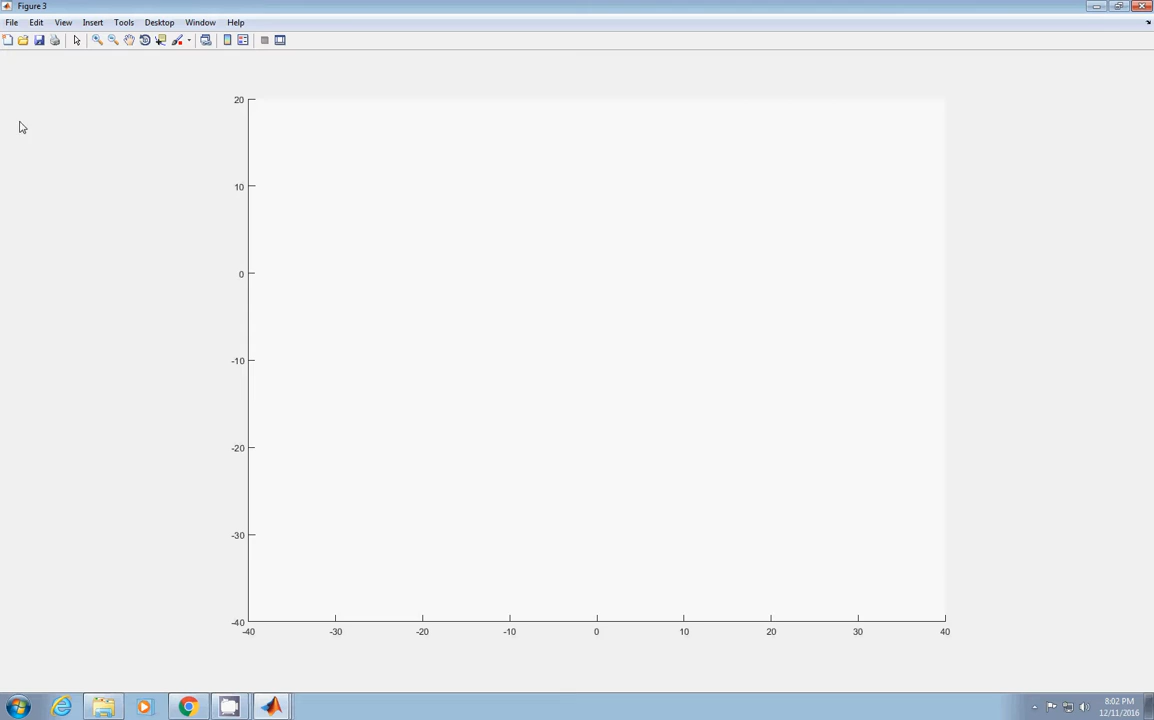 Figure 3
File Edit View Insert Tools Desktop Window Help
20
10
0
-10
-20
-30
-40
-40 -30 -20 -10 0 10 20 30 40
8:02 PM
12/11/2016